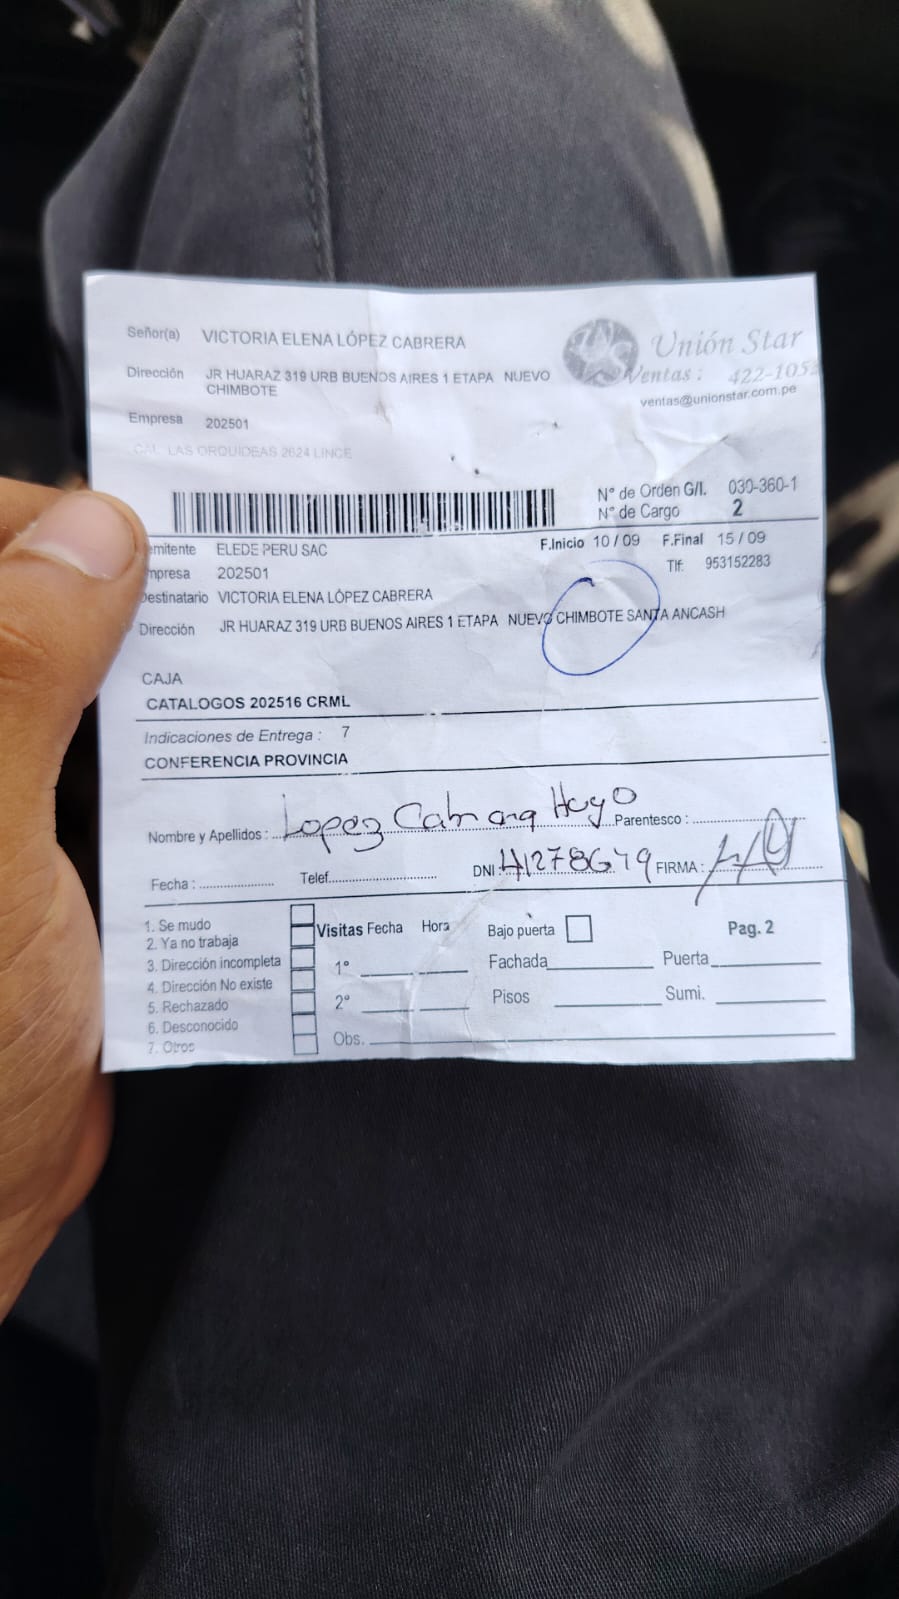 Señor(a) VICTORIA ELENA LÓPEZ CABRERA
Unión Star
Dirección JR HUARAZ 319 URB BUENOS AIRES 1 ETAPA NUEVO CHIMBOTE
Ventas : 422-105
ventas@unionstar.com.pe
Empresa 202501
CAL LAS ORQUIDEAS 2624 LINCE
N° de Orden G/I. 030-360-1
N° de Cargo 2
emitente ELEDE PERU SAC
F.Inicio 10 / 09 F.Final 15 / 09
mpresa 202501
Tlf: 953152283
Destinatario VICTORIA ELENA LÓPEZ CABRERA
Dirección JR HUARAZ 319 URB BUENOS AIRES 1 ETAPA NUEVO CHIMBOTE SANTA ANCASH
CAJA
CATALOGOS 202516 CRML
Indicaciones de Entrega : 7
CONFERENCIA PROVINCIA
Nombre y Apellidos : Lopez Cabrera Hugo Parentesco :
Fecha : Telef. DNI: 41278679 FIRMA :
1. Se mudo
2. Ya no trabaja
3. Dirección incompleta
4. Dirección No existe
5. Rechazado
6. Desconocido
7. Otros
Visitas Fecha Hora
1°
2°
Obs.
Bajo puerta Pag. 2
Fachada Puerta
Pisos Sumi.